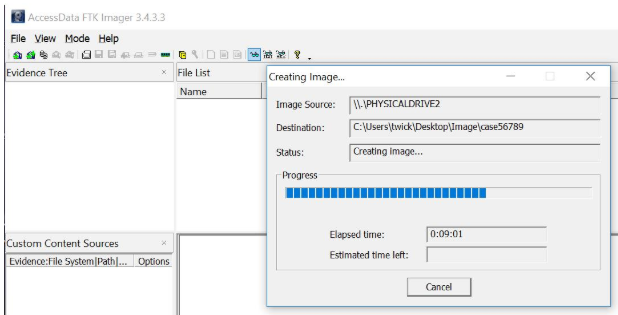 AccessData FTK Imager 3.4.3.3
File View Mode Help
Evidence Tree ×
File List
Name
Custom Content Sources ×
Evidence:File System|Path|... Options
Creating Image...
Image Source: \\.\PHYSICALDRIVE2
Destination: C:\Users\twick\Desktop\Image\case56789
Status: Creating image...
Progress
Elapsed time: 0:09:01
Estimated time left:
Cancel